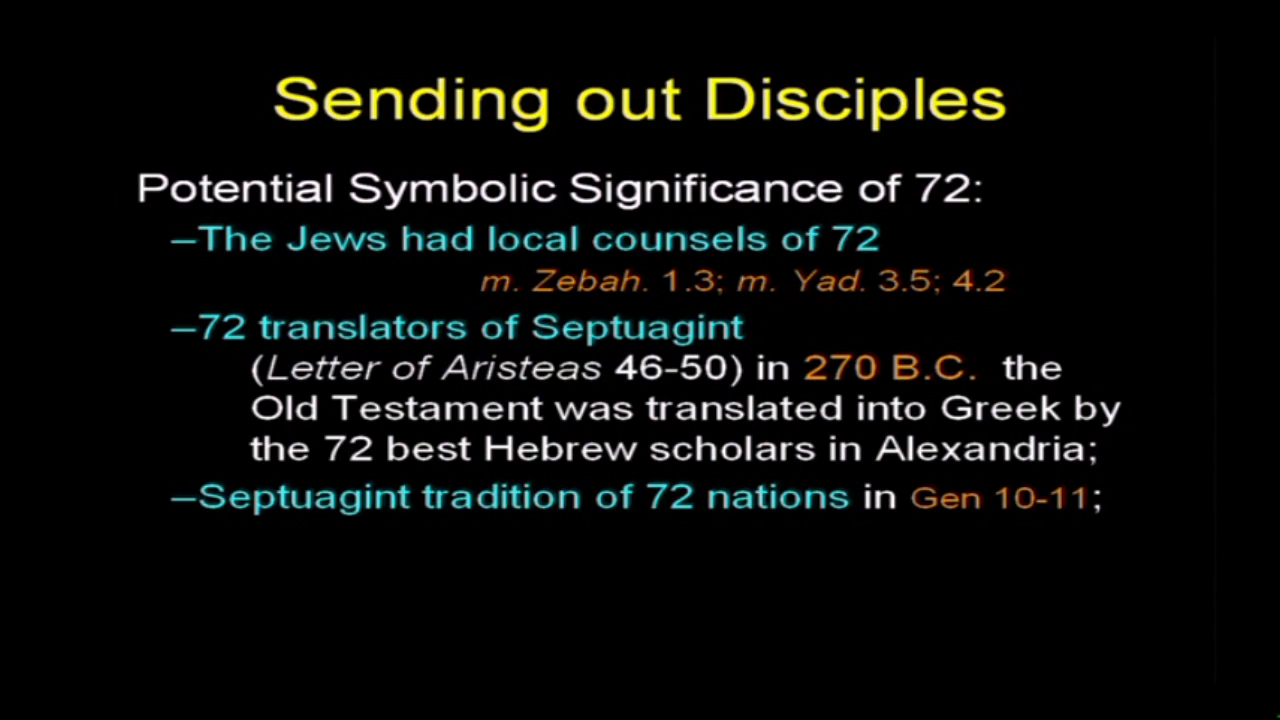 Sending out Disciples
Potential Symbolic Significance of 72:
–The Jews had local counsels of 72
m. Zebah. 1.3; m. Yad. 3.5; 4.2
–72 translators of Septuagint
(Letter of Aristeas 46-50) in 270 B.C. the
Old Testament was translated into Greek by
the 72 best Hebrew scholars in Alexandria;
–Septuagint tradition of 72 nations in Gen 10-11;